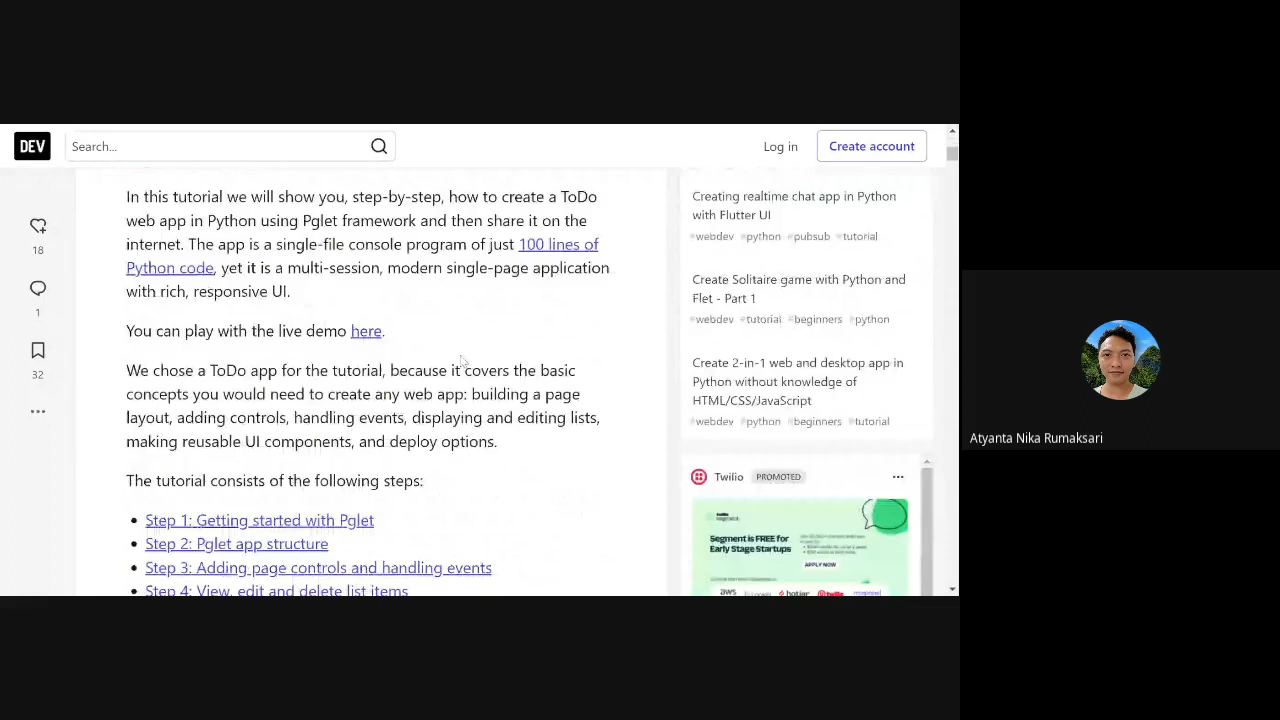 DEV
Search...
Log in
Create account
In this tutorial we will show you, step-by-step, how to create a ToDo
web app in Python using Pglet framework and then share it on the
internet. The app is a single-file console program of just 100 lines of
Python code, yet it is a multi-session, modern single-page application
with rich, responsive UI.
You can play with the live demo here.
We chose a ToDo app for the tutorial, because it covers the basic
concepts you would need to create any web app: building a page
layout, adding controls, handling events, displaying and editing lists,
making reusable UI components, and deploy options.
The tutorial consists of the following steps:
• Step 1: Getting started with Pglet
• Step 2: Pglet app structure
• Step 3: Adding page controls and handling events
• Step 4: View, edit and delete list items
18
1
32
Creating realtime chat app in Python
with Flutter UI
#webdev #python #pubsub #tutorial
Create Solitaire game with Python and
Flet - Part 1
#webdev #tutorial #beginners #python
Create 2-in-1 web and desktop app in
Python without knowledge of
HTML/CSS/JavaScript
#webdev #python #beginners #tutorial
Twilio PROMOTED
Segment is FREE for
Early Stage Startups
APPLY NOW
aws
Atyanta Nika Rumaksari